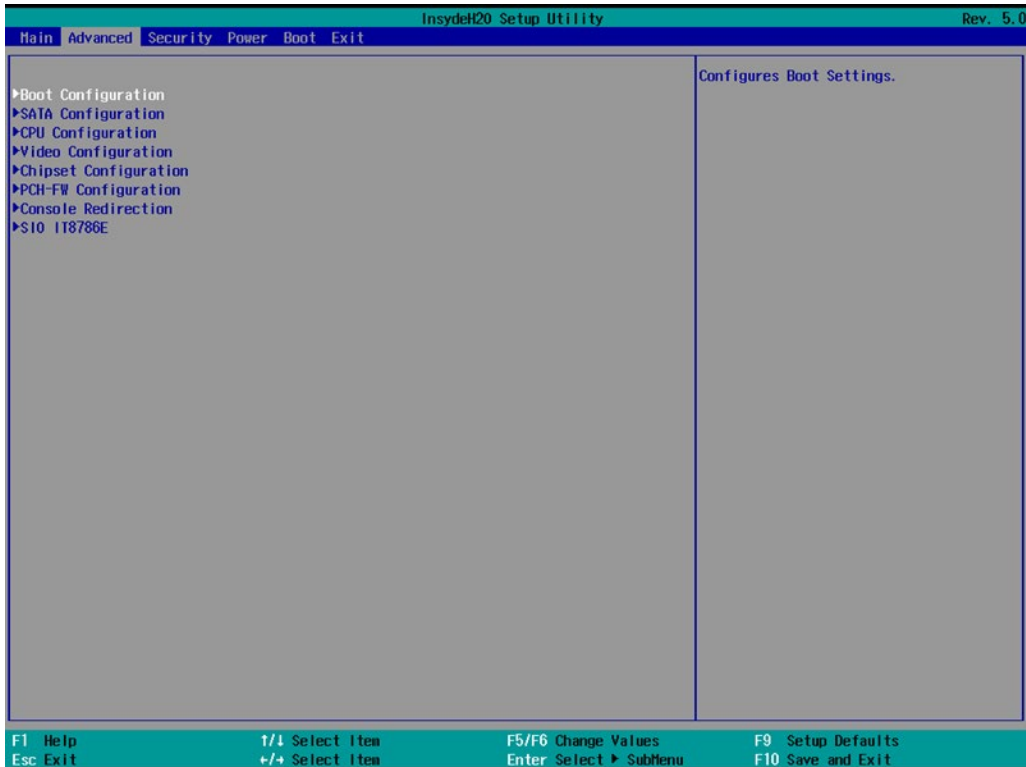 InsydeH20 Setup Utility Rev. 5.0
Main Advanced Security Power Boot Exit
▶Boot Configuration
▶SATA Configuration
▶CPU Configuration
▶Video Configuration
▶Chipset Configuration
▶PCH-FW Configuration
▶Console Redirection
▶SIO IT8786E
Configures Boot Settings.
F1 Help ↑/↓ Select Item F5/F6 Change Values F9 Setup Defaults
Esc Exit ←/→ Select Item Enter Select ▶ SubMenu F10 Save and Exit